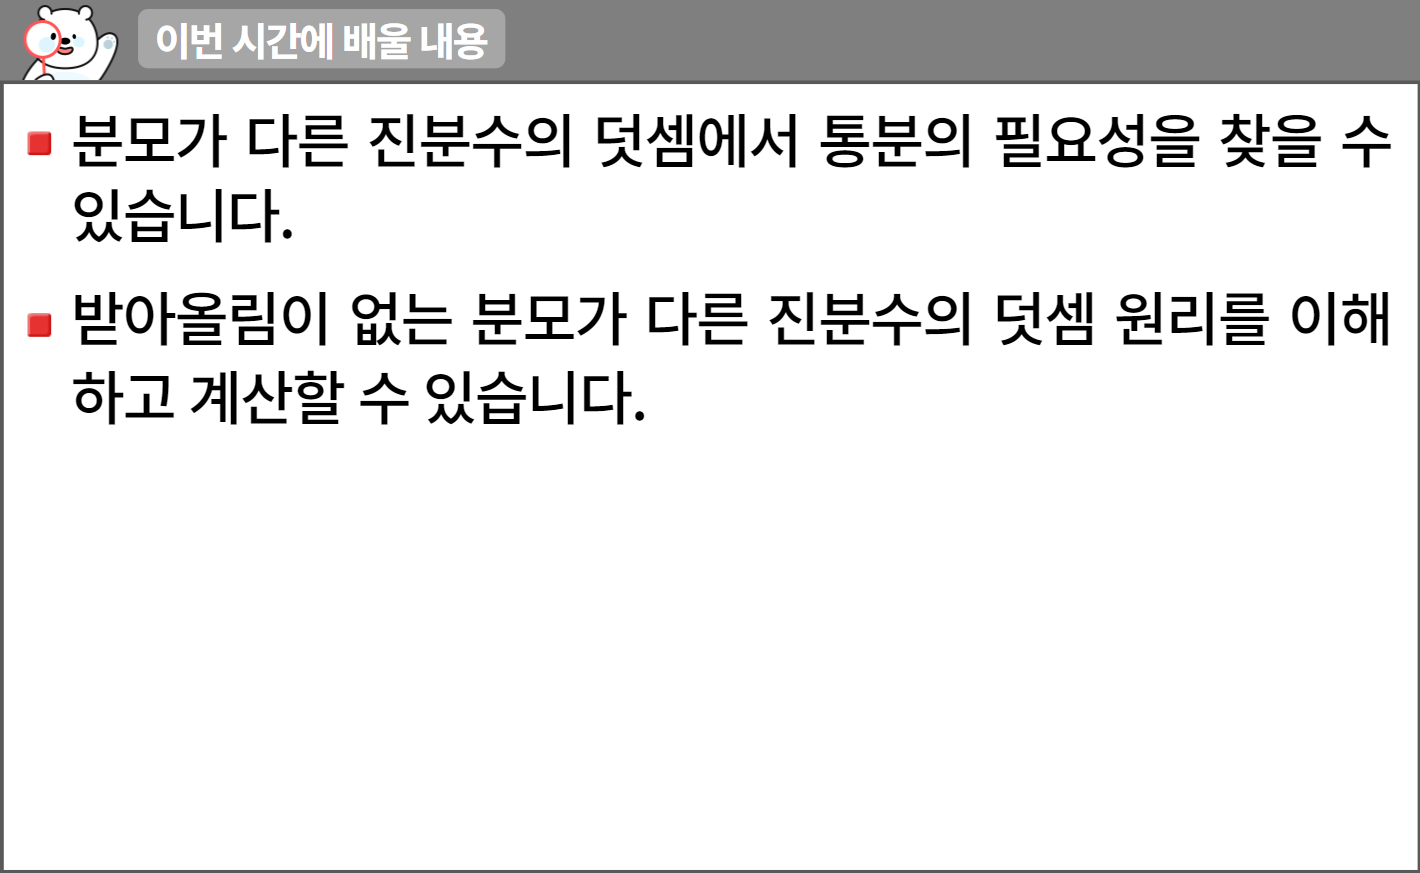 이번 시간에 배울 내용
분모가 다른 진분수의 덧셈에서 통분의 필요성을 찾을 수
있습니다.
받아올림이 없는 분모가 다른 진분수의 덧셈 원리를 이해
하고 계산할 수 있습니다.